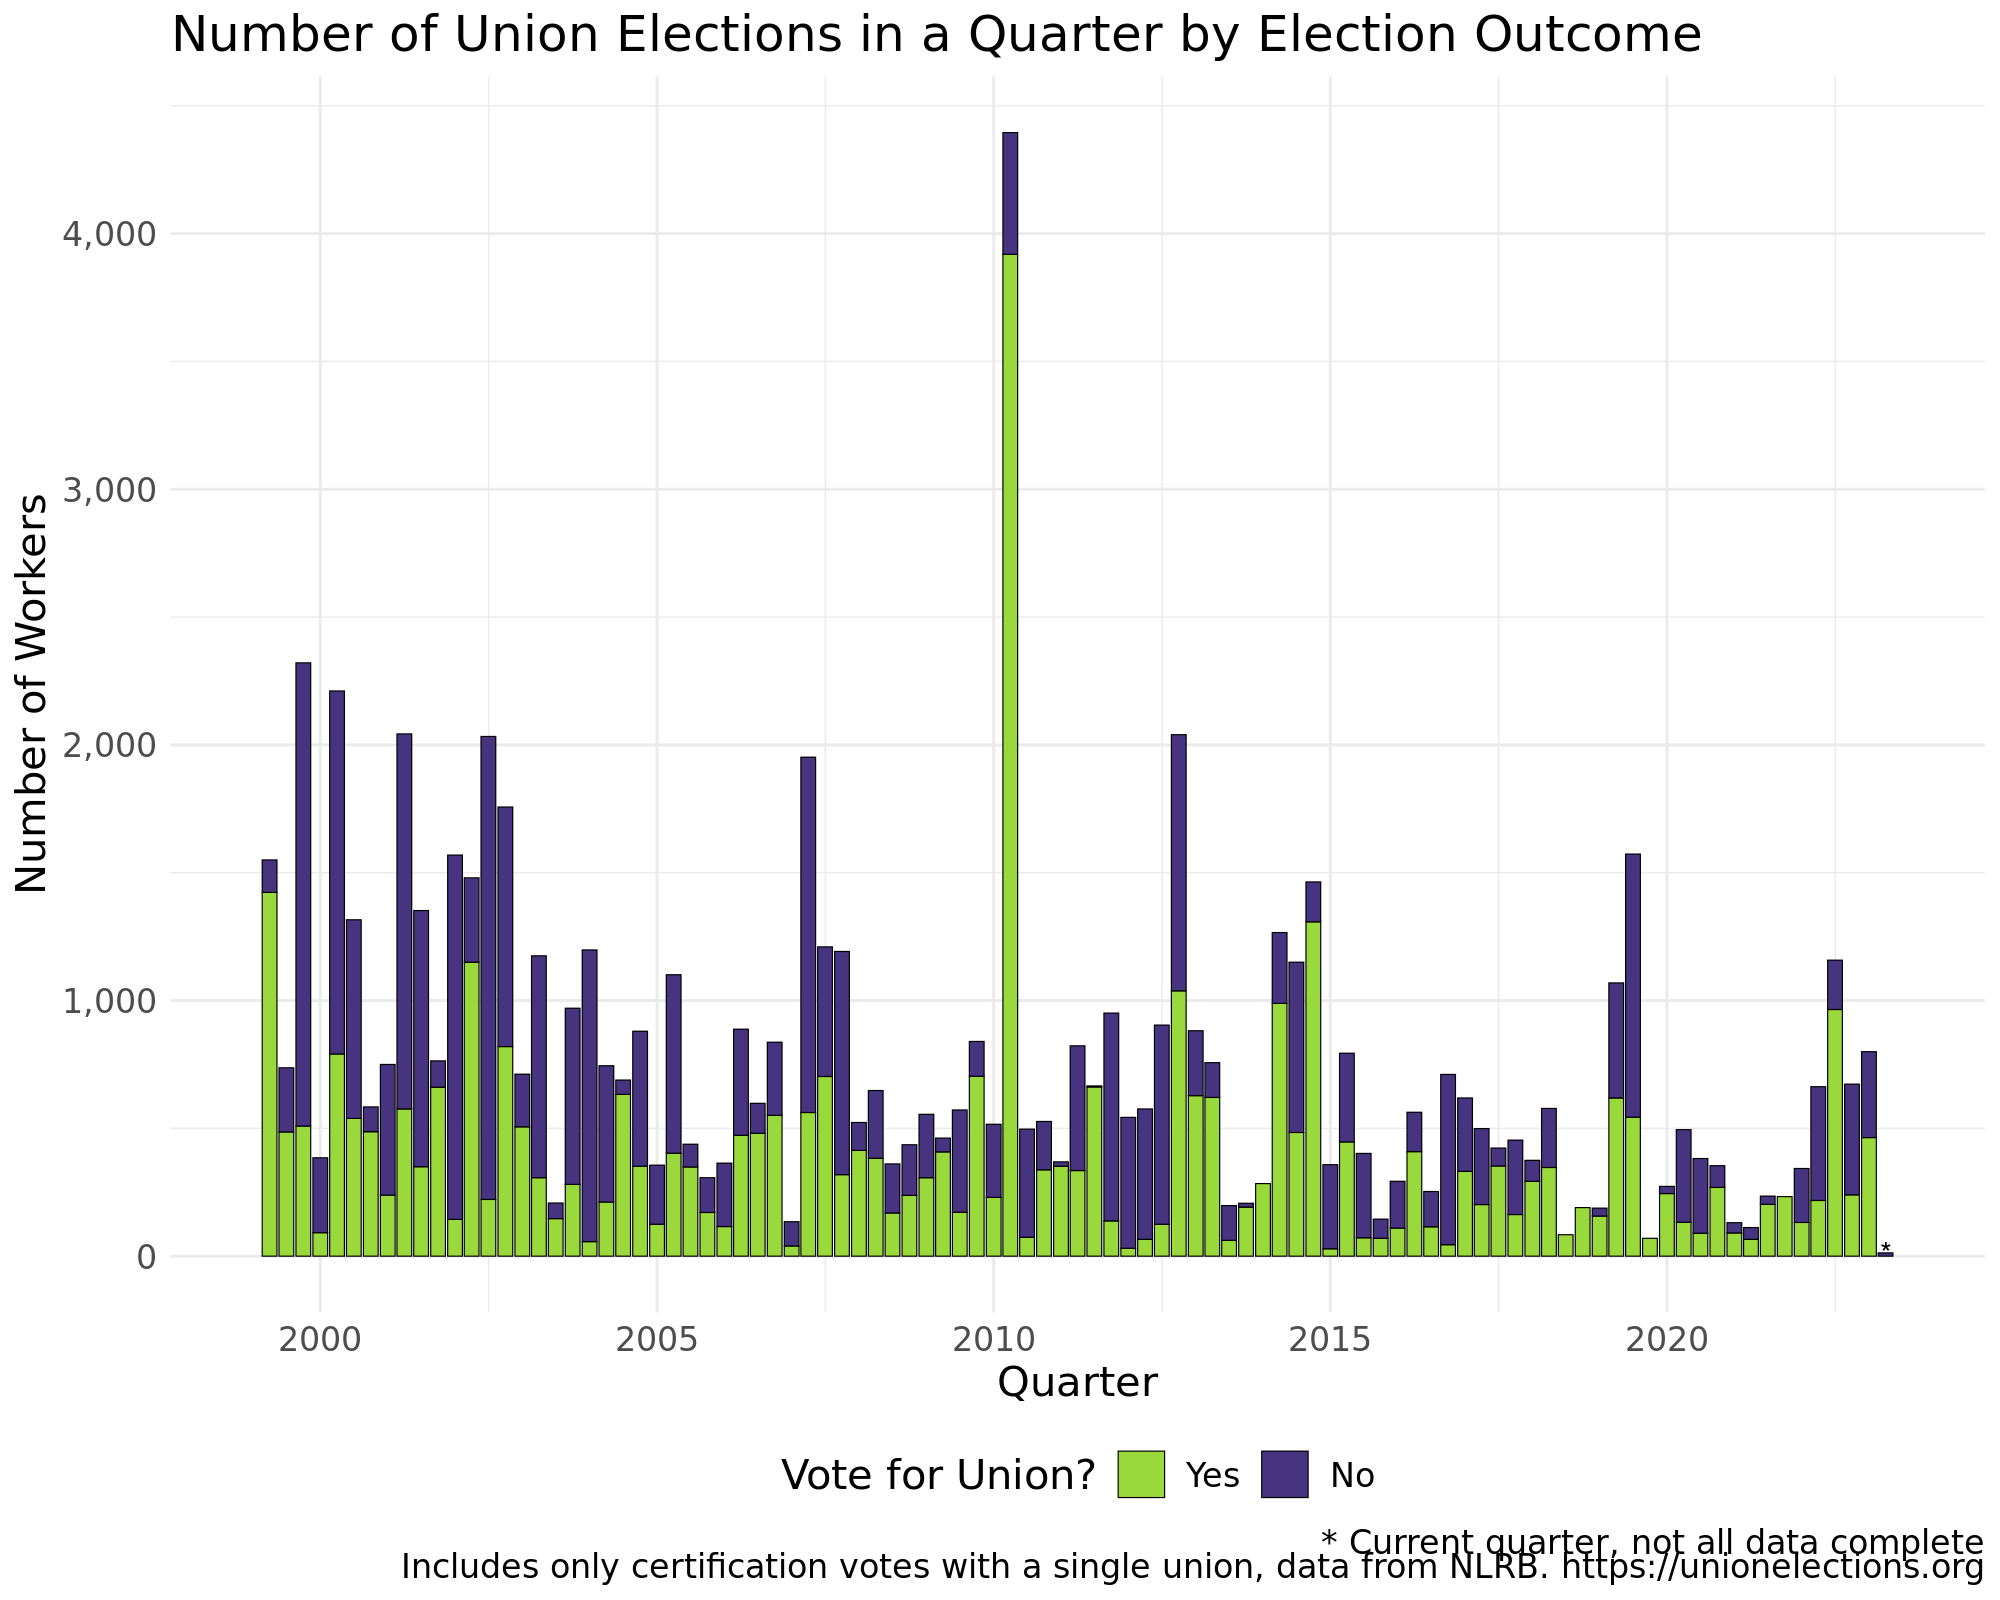 Number of Union Elections in a Quarter by Election Outcome
Number of Workers
4,000
3,000
2,000
1,000
0
*
2000 2005 2010 2015 2020
Quarter
Vote for Union? Yes No
* Current quarter, not all data complete
Includes only certification votes with a single union, data from NLRB. https://unionelections.org